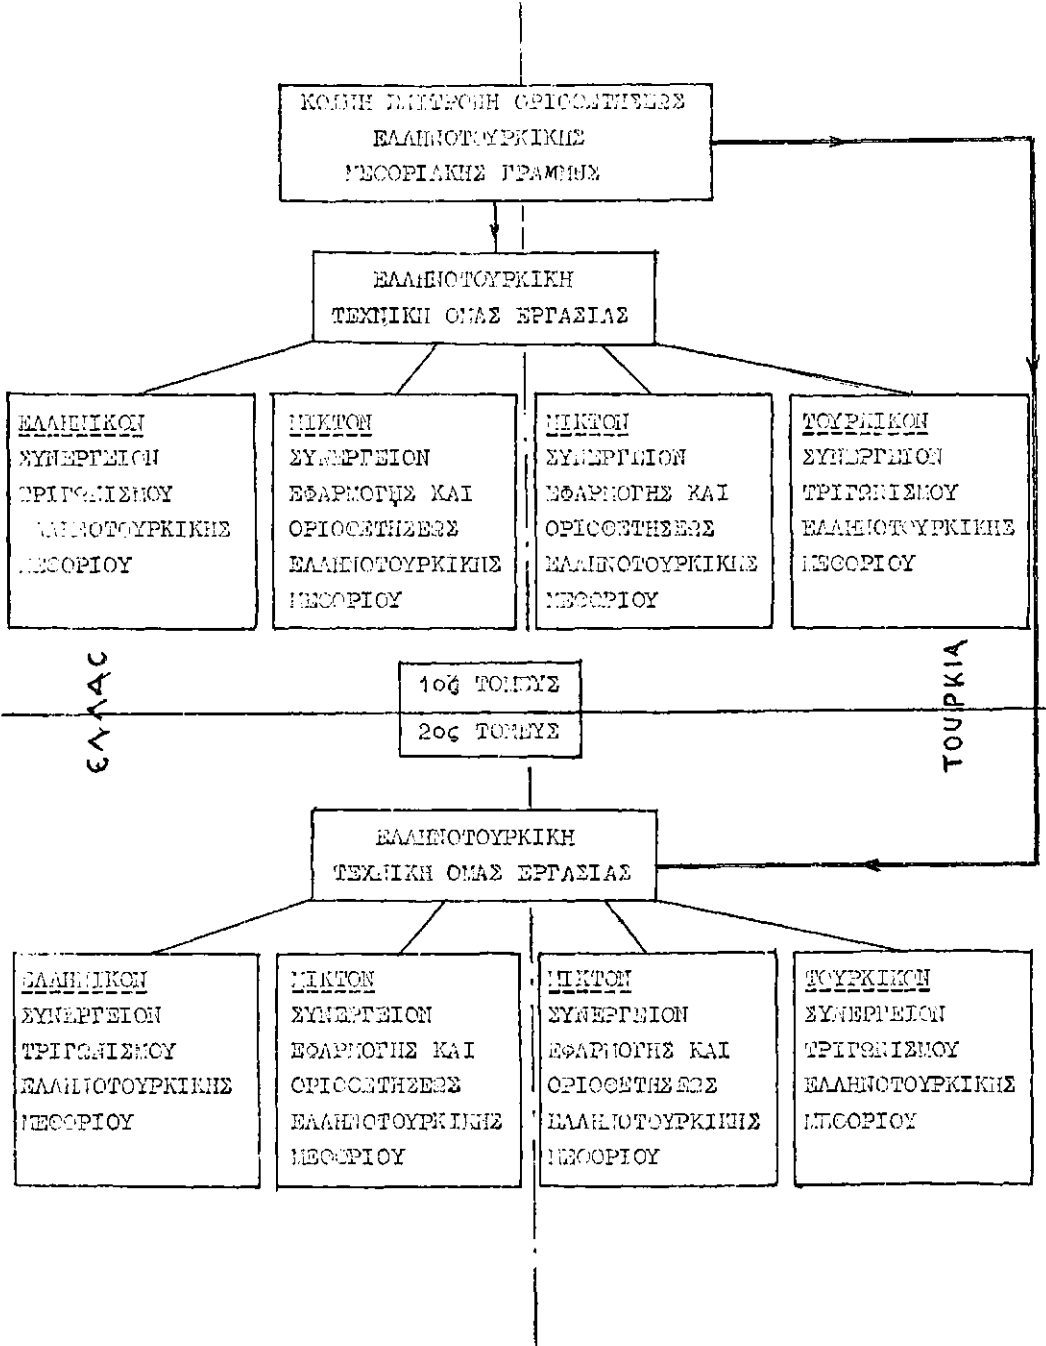 ΚΟΙΝΗ ΕΠΙΤΡΟΠΗ ΟΡΙΟΘΕΤΗΣΕΩΣ
ΕΛΛΗΝΟΤΟΥΡΚΙΚΗΣ
ΜΕΘΟΡΙΑΚΗΣ ΓΡΑΜΜΗΣ
ΕΛΛΗΝΟΤΟΥΡΚΙΚΗ
ΤΕΧΝΙΚΗ ΟΜΑΣ ΕΡΓΑΣΙΑΣ
ΕΛΛΗΝΙΚΟΝ
ΣΥΝΕΡΓΕΙΟΝ
ΤΡΙΓΩΝΙΣΜΟΥ
ΕΛΛΗΝΟΤΟΥΡΚΙΚΗΣ
ΜΕΘΟΡΙΟΥ
ΜΙΚΤΟΝ
ΣΥΝΕΡΓΕΙΟΝ
ΕΦΑΡΜΟΓΗΣ ΚΑΙ
ΟΡΙΟΘΕΤΗΣΕΩΣ
ΕΛΛΗΝΟΤΟΥΡΚΙΚΗΣ
ΜΕΘΟΡΙΟΥ
ΜΙΚΤΟΝ
ΣΥΝΕΡΓΕΙΟΝ
ΕΦΑΡΜΟΓΗΣ ΚΑΙ
ΟΡΙΟΘΕΤΗΣΕΩΣ
ΕΛΛΗΝΟΤΟΥΡΚΙΚΗΣ
ΜΕΘΟΡΙΟΥ
ΤΟΥΡΚΙΚΟΝ
ΣΥΝΕΡΓΕΙΟΝ
ΤΡΙΓΩΝΙΣΜΟΥ
ΕΛΛΗΝΟΤΟΥΡΚΙΚΗΣ
ΜΕΘΟΡΙΟΥ
ΕΛΛΑΣ
1ος ΤΟΜΕΥΣ
2ος ΤΟΜΕΥΣ
ΤΟΥΡΚΙΑ
ΕΛΛΗΝΟΤΟΥΡΚΙΚΗ
ΤΕΧΝΙΚΗ ΟΜΑΣ ΕΡΓΑΣΙΑΣ
ΕΛΛΗΝΙΚΟΝ
ΣΥΝΕΡΓΕΙΟΝ
ΤΡΙΓΩΝΙΣΜΟΥ
ΕΛΛΗΝΟΤΟΥΡΚΙΚΗΣ
ΜΕΘΟΡΙΟΥ
ΜΙΚΤΟΝ
ΣΥΝΕΡΓΕΙΟΝ
ΕΦΑΡΜΟΓΗΣ ΚΑΙ
ΟΡΙΟΘΕΤΗΣΕΩΣ
ΕΛΛΗΝΟΤΟΥΡΚΙΚΗΣ
ΜΕΘΟΡΙΟΥ
ΜΙΚΤΟΝ
ΣΥΝΕΡΓΕΙΟΝ
ΕΦΑΡΜΟΓΗΣ ΚΑΙ
ΟΡΙΟΘΕΤΗΣΕΩΣ
ΕΛΛΗΝΟΤΟΥΡΚΙΚΗΣ
ΜΕΘΟΡΙΟΥ
ΤΟΥΡΚΙΚΟΝ
ΣΥΝΕΡΓΕΙΟΝ
ΤΡΙΓΩΝΙΣΜΟΥ
ΕΛΛΗΝΟΤΟΥΡΚΙΚΗΣ
ΜΕΘΟΡΙΟΥ